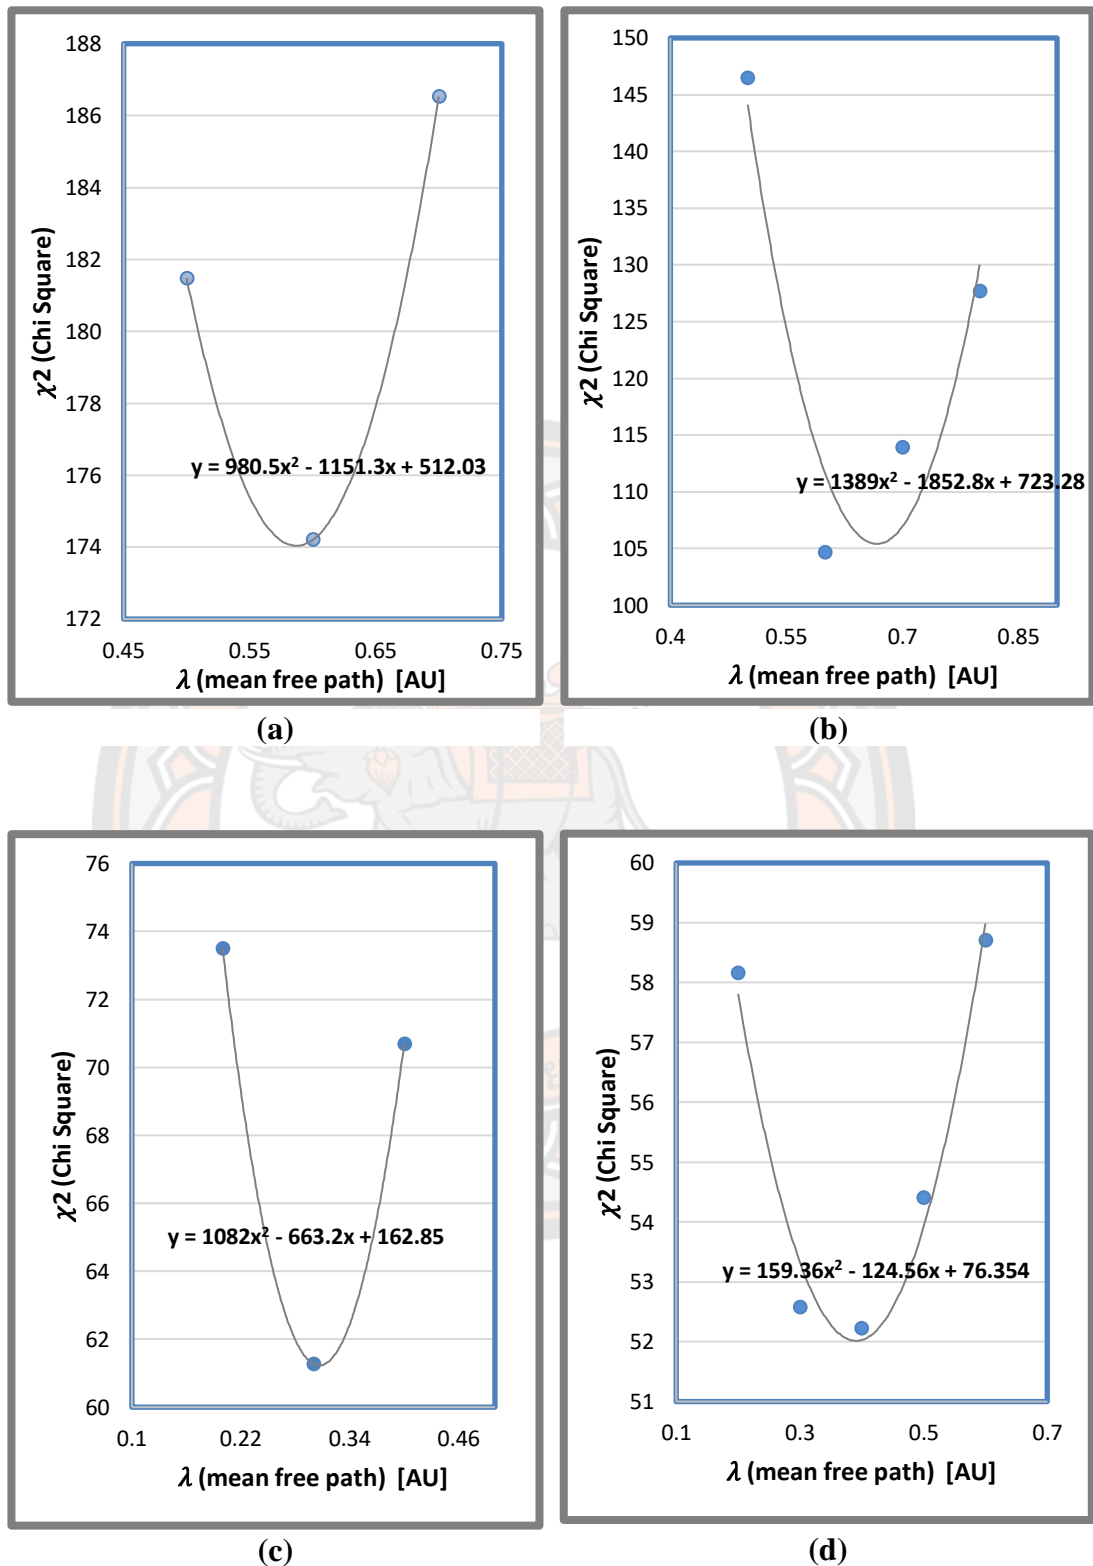 188
186
184
182
180
178
176
174
172
χ2 (Chi Square)
y = 980.5x² - 1151.3x + 512.03
0.45 0.55 0.65 0.75
λ (mean free path) [AU]
(a)
150
145
140
135
130
125
120
115
110
105
100
χ2 (Chi Square)
y = 1389x² - 1852.8x + 723.28
0.4 0.55 0.7 0.85
λ (mean free path) [AU]
(b)
76
74
72
70
68
66
64
62
60
χ2 (Chi Square)
y = 1082x² - 663.2x + 162.85
0.1 0.22 0.34 0.46
λ (mean free path) [AU]
(c)
60
59
58
57
56
55
54
53
52
51
χ2 (Chi Square)
y = 159.36x² - 124.56x + 76.354
0.1 0.3 0.5 0.7
λ (mean free path) [AU]
(d)